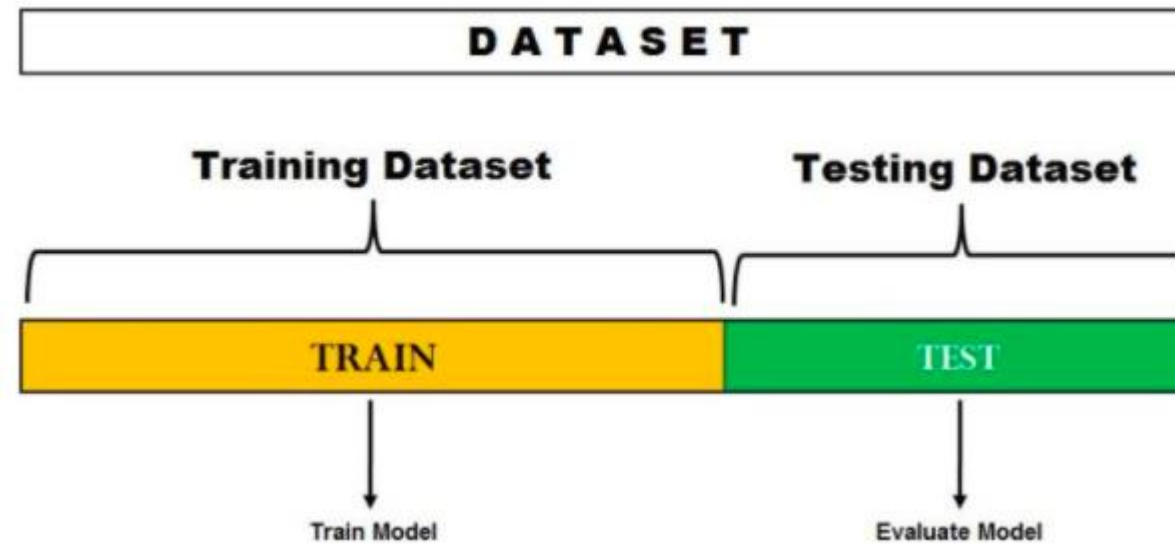 DATASET
Training Dataset
Testing Dataset
TRAIN
TEST
Train Model
Evaluate Model